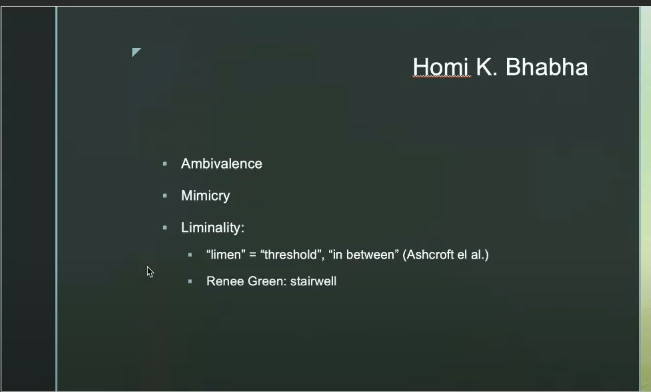 Homi K. Bhabha
Ambivalence
Mimicry
Liminality:
“limen” = “threshold”, “in between” (Ashcroft el al.)
Renee Green: stairwell